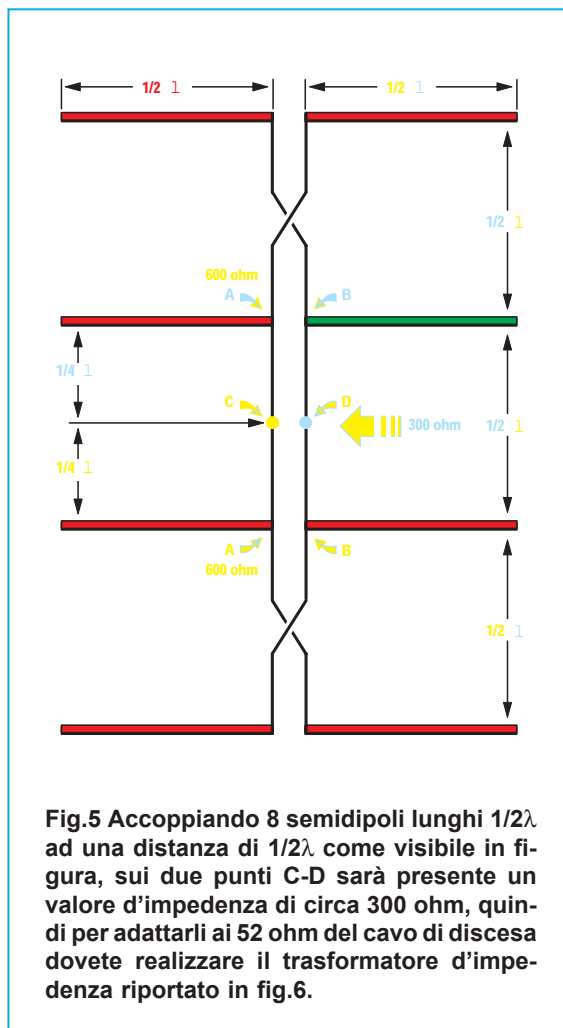 1/2 l
1/2 l
1/2 l
600 ohm
A
B
1/4 l
C
D
300 ohm
1/2 l
1/4 l
A
B
600 ohm
1/2 l
Fig.5 Accoppiando 8 semidipoli lunghi 1/2λ
ad una distanza di 1/2λ come visibile in fi-
gura, sui due punti C-D sarà presente un
valore d'impedenza di circa 300 ohm, quin-
di per adattarli ai 52 ohm del cavo di discesa
dovete realizzare il trasformatore d'impe-
denza riportato in fig.6.